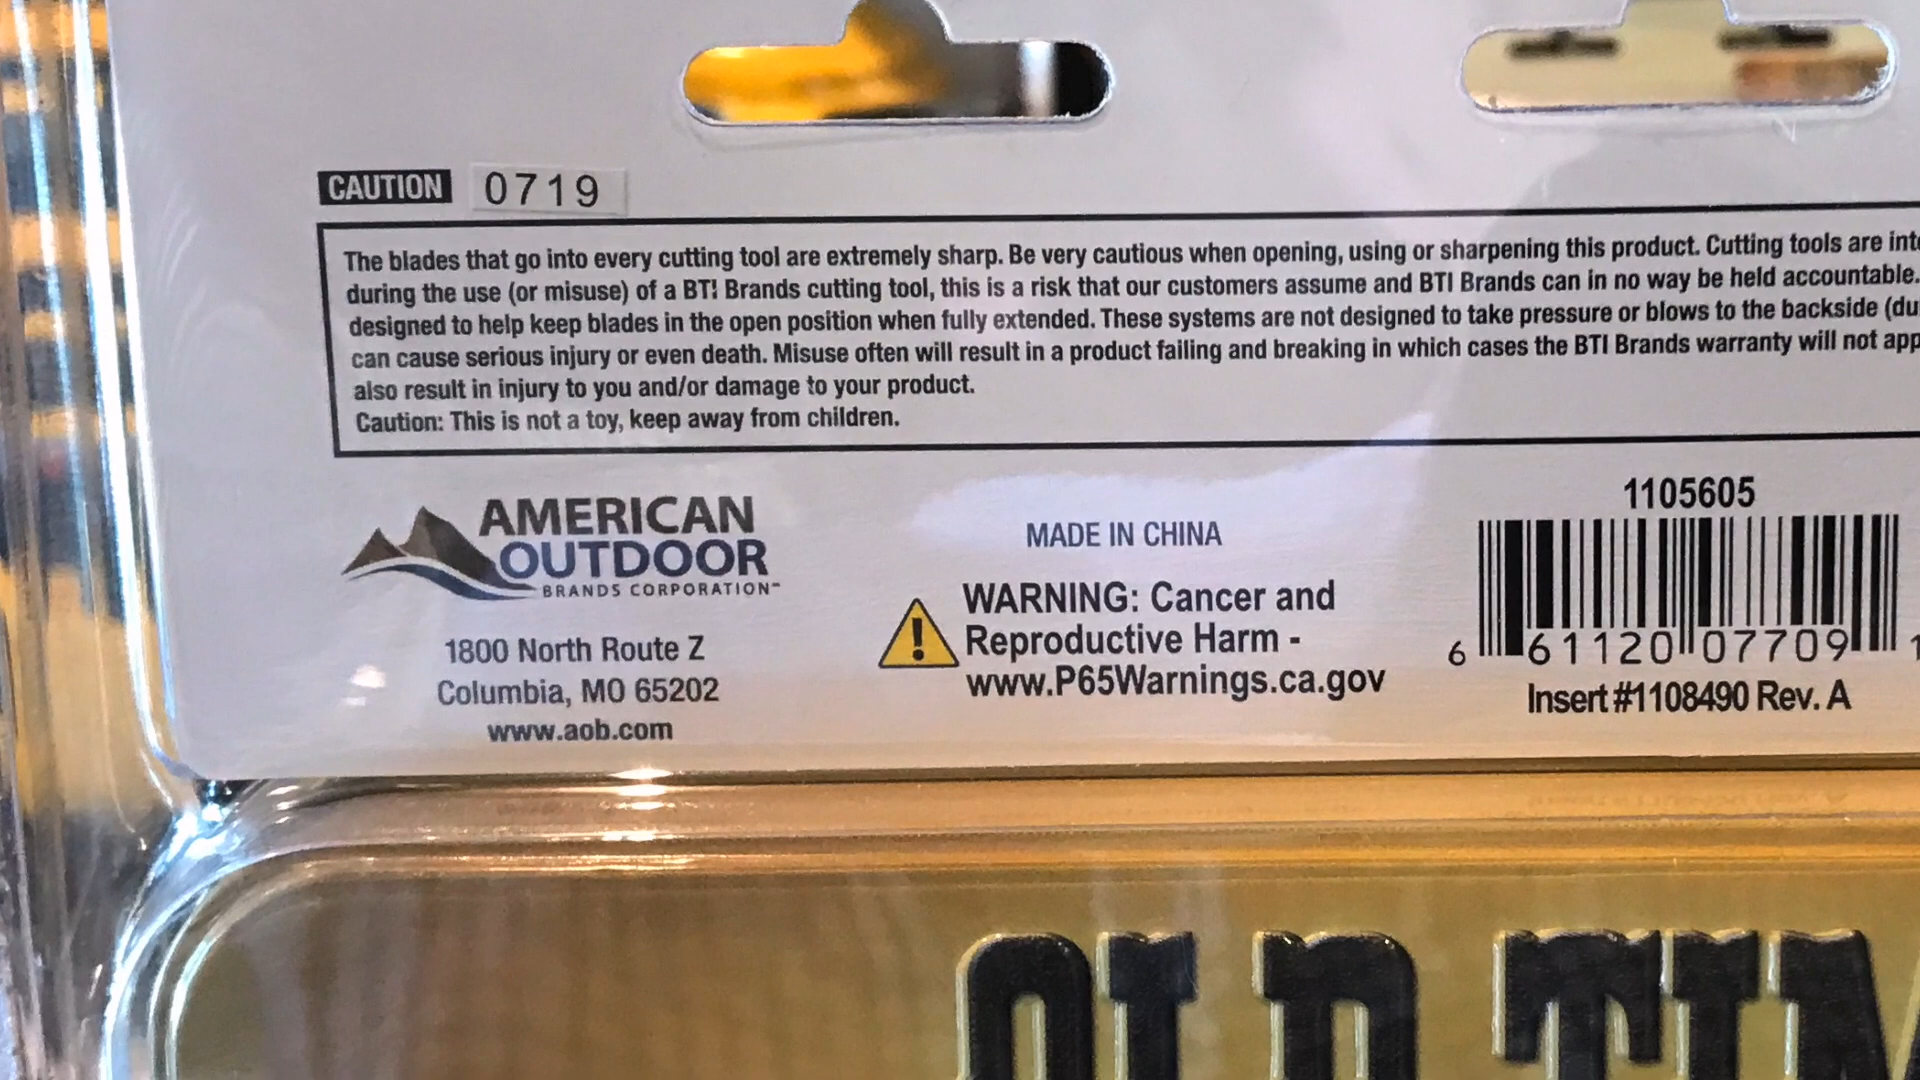 CAUTION 0719
The blades that go into every cutting tool are extremely sharp. Be very cautious when opening, using or sharpening this product. Cutting tools are
during the use (or misuse) of a BT! Brands cutting tool, this is a risk that our customers assume and BTI Brands can in no way be held accountable.
designed to help keep blades in the open position when fully extended. These systems are not designed to take pressure or blows to the backside
can cause serious injury or even death. Misuse often will result in a product failing and breaking in which cases the BTI Brands warranty will not
also result in injury to you and/or damage to your product.
Caution: This is not a toy, keep away from children.
AMERICAN
OUTDOOR
BRANDS CORPORATION℠
1800 North Route Z
Columbia, MO 65202
www.aob.com
MADE IN CHINA
WARNING: Cancer and
Reproductive Harm -
www.P65Warnings.ca.gov
1105605
6 61120 07709 1
Insert #1108490 Rev. A
OLD